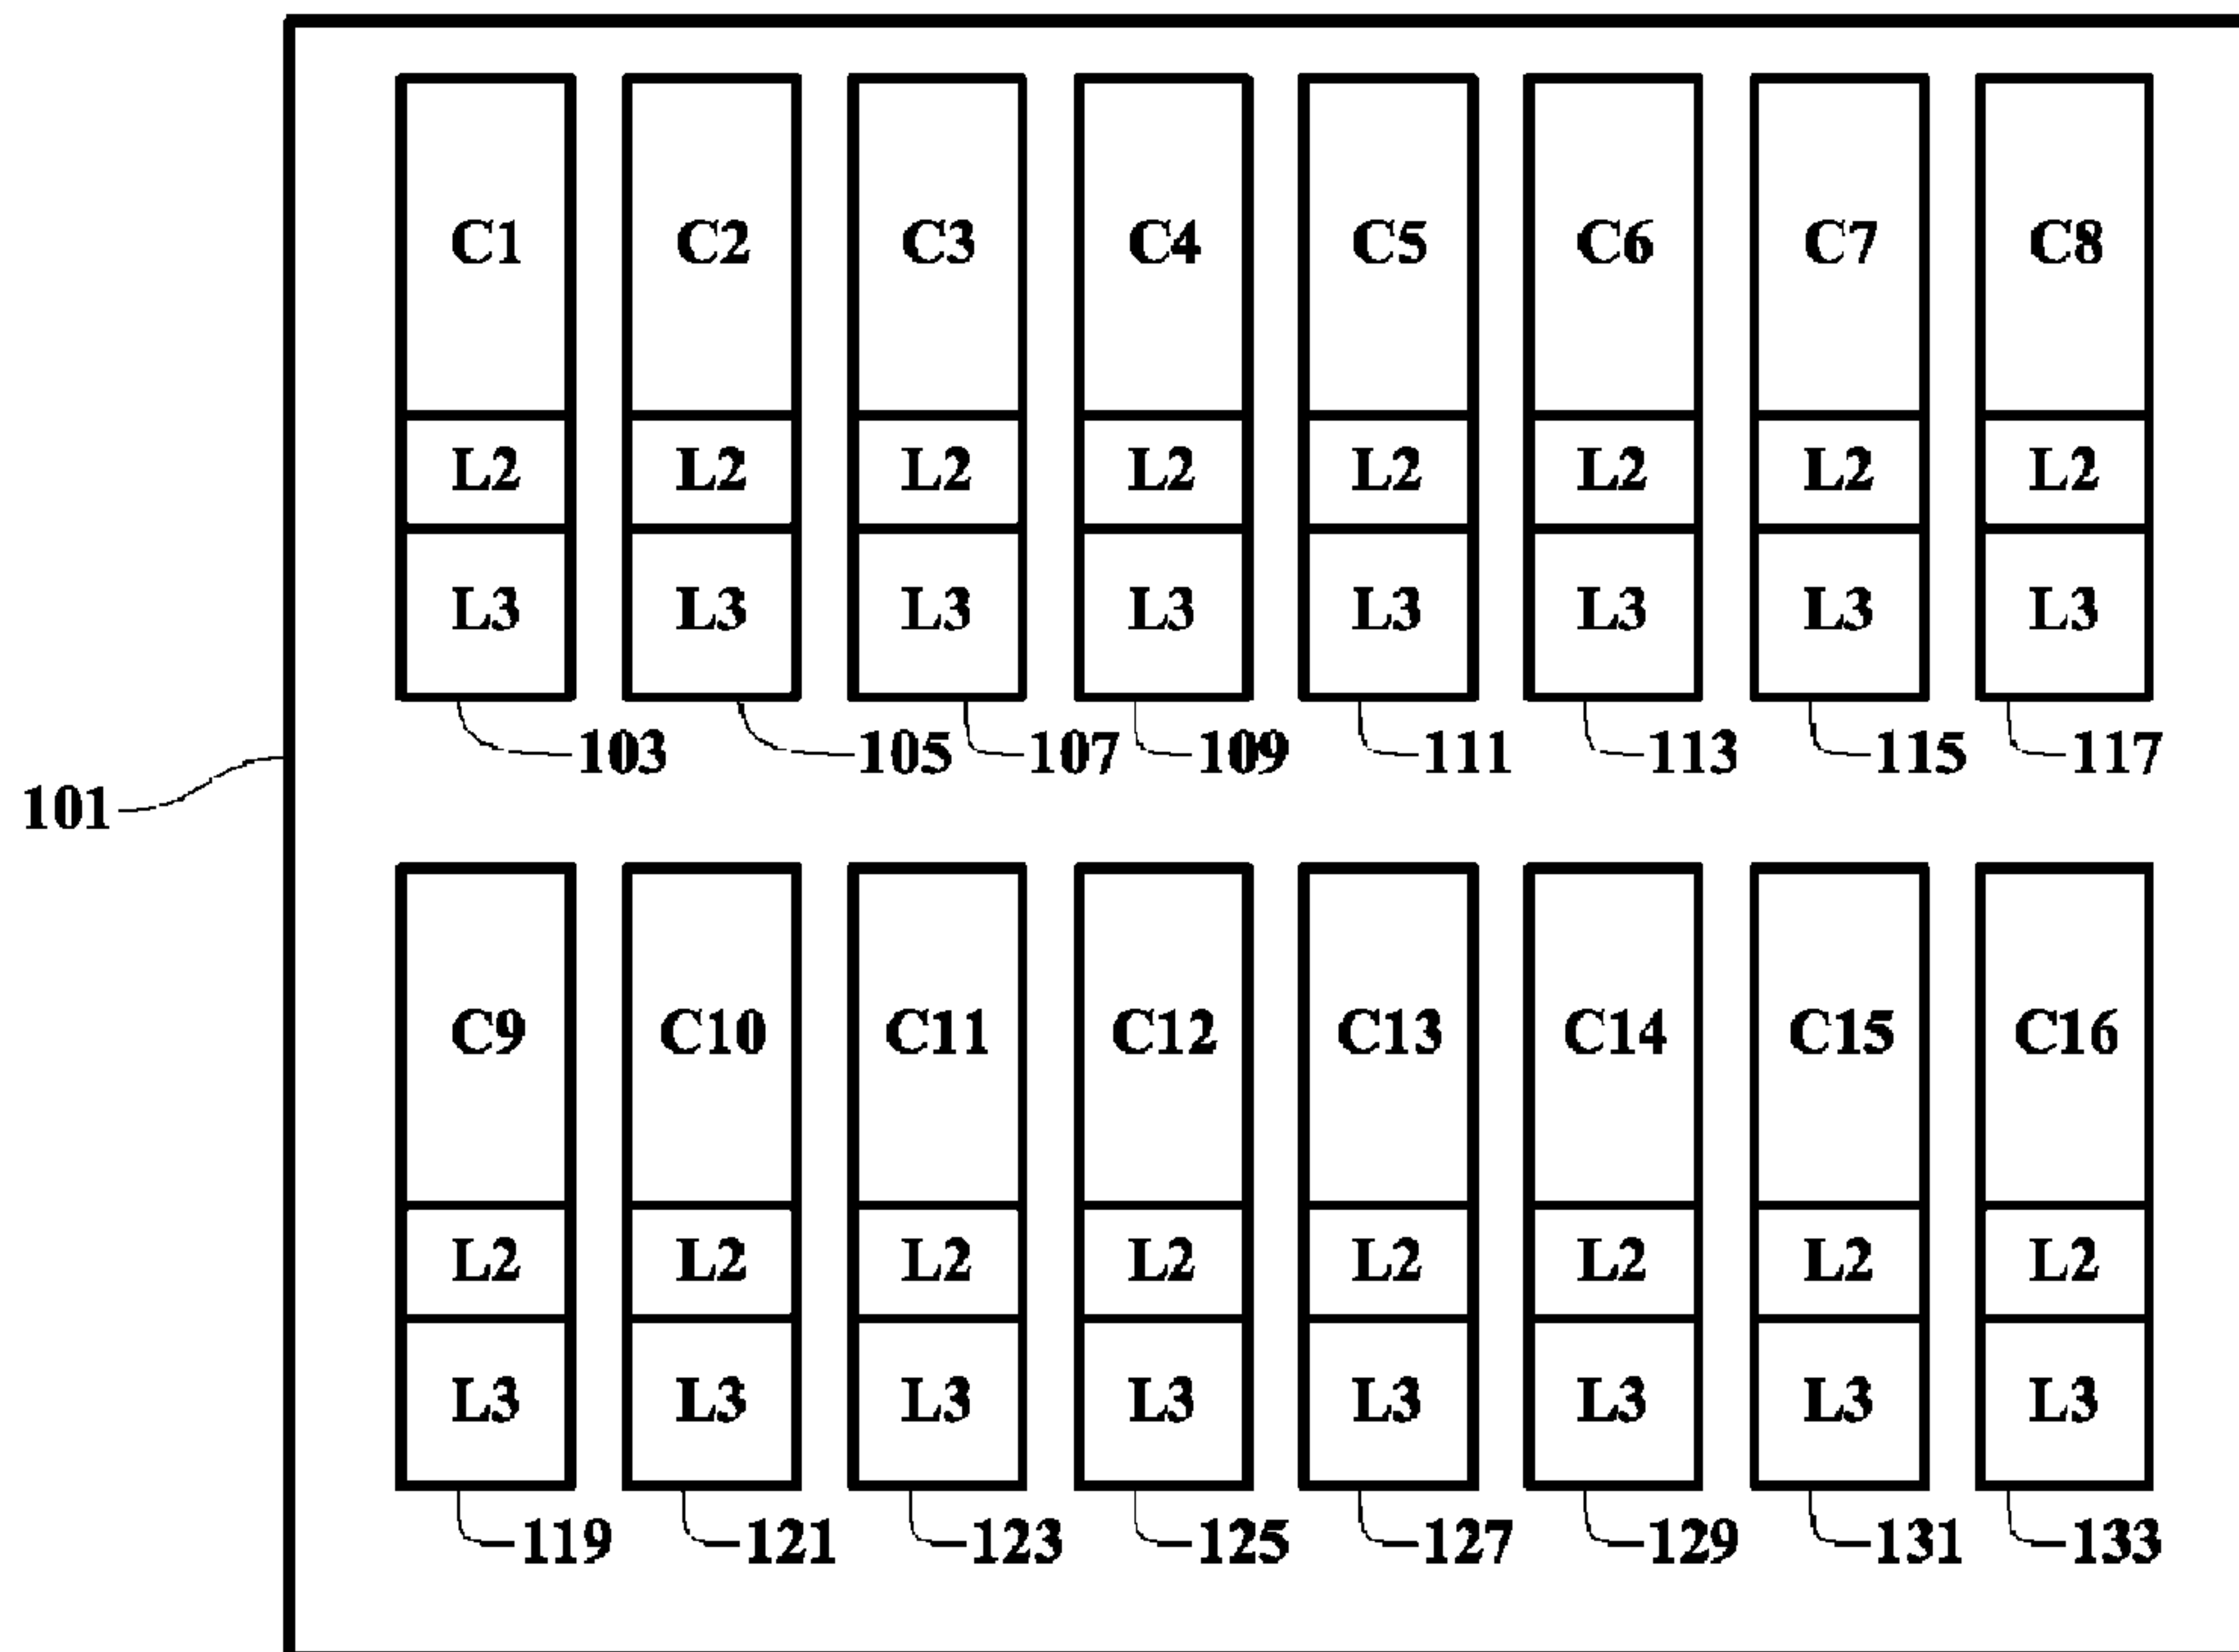 C1 C2 C3 C4 C5 C6 C7 C8
L2 L2 L2 L2 L2 L2 L2 L2
L3 L3 L3 L3 L3 L3 L3 L3
103 105 107 109 111 113 115 117
101
C9 C10 C11 C12 C13 C14 C15 C16
L2 L2 L2 L2 L2 L2 L2 L2
L3 L3 L3 L3 L3 L3 L3 L3
119 121 123 125 127 129 131 133